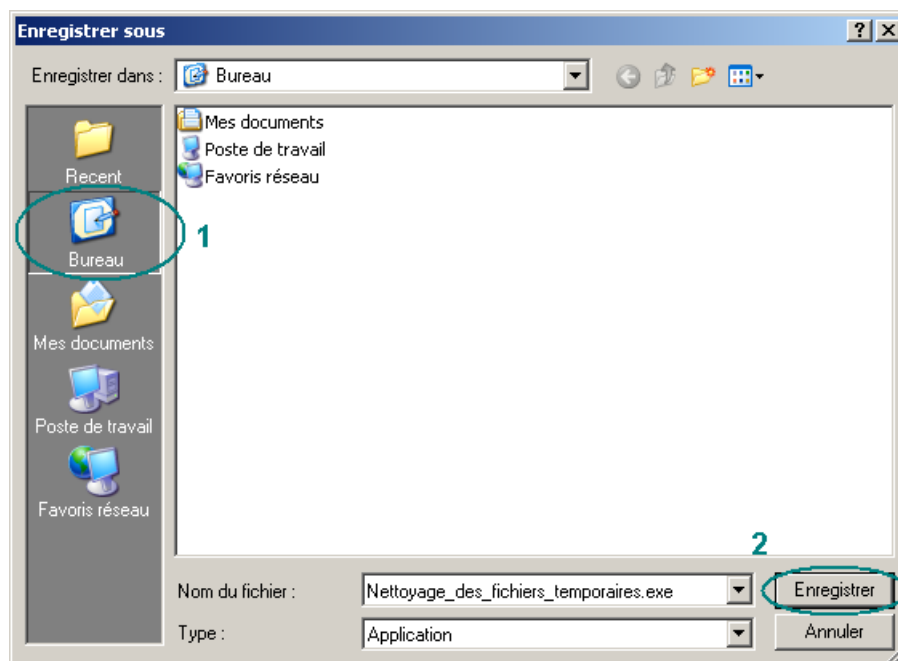 Enregistrer sous
Enregistrer dans : Bureau
Recent
Bureau
Mes documents
Poste de travail
Favoris réseau
1
Mes documents
Poste de travail
Favoris réseau
2
Nom du fichier : Nettoyage_des_fichiers_temporaires.exe Enregistrer
Type : Application Annuler